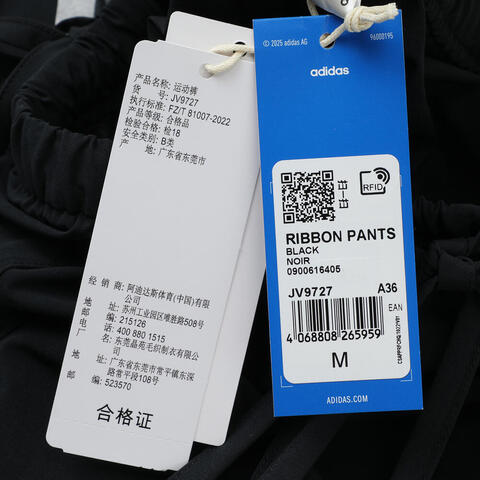 产品名称: 运动裤
货 号: JV9727
执行标准: FZ/T 81007-2022
产品等级: 合格品
检验合格: 检18
安全类别: B类
产 地: 广东省东莞市
经 销 商: 阿迪达斯体育(中国)有限
公司
地 址: 苏州工业园区唯胜路508号
邮 编: 215126
电 话: 400 880 1515
厂 名: 东莞晶苑毛织制衣有限公
司
地 址: 广东省东莞市常平镇东深
路常平段108号
邮 编: 523570
合格证
© 2025 adidas AG
96000195
adidas
RFID
RIBBON PANTS
BLACK
NOIR
0900616405
JV9727 A36
EAN
4 068808 265959
M
ADIDAS.COM